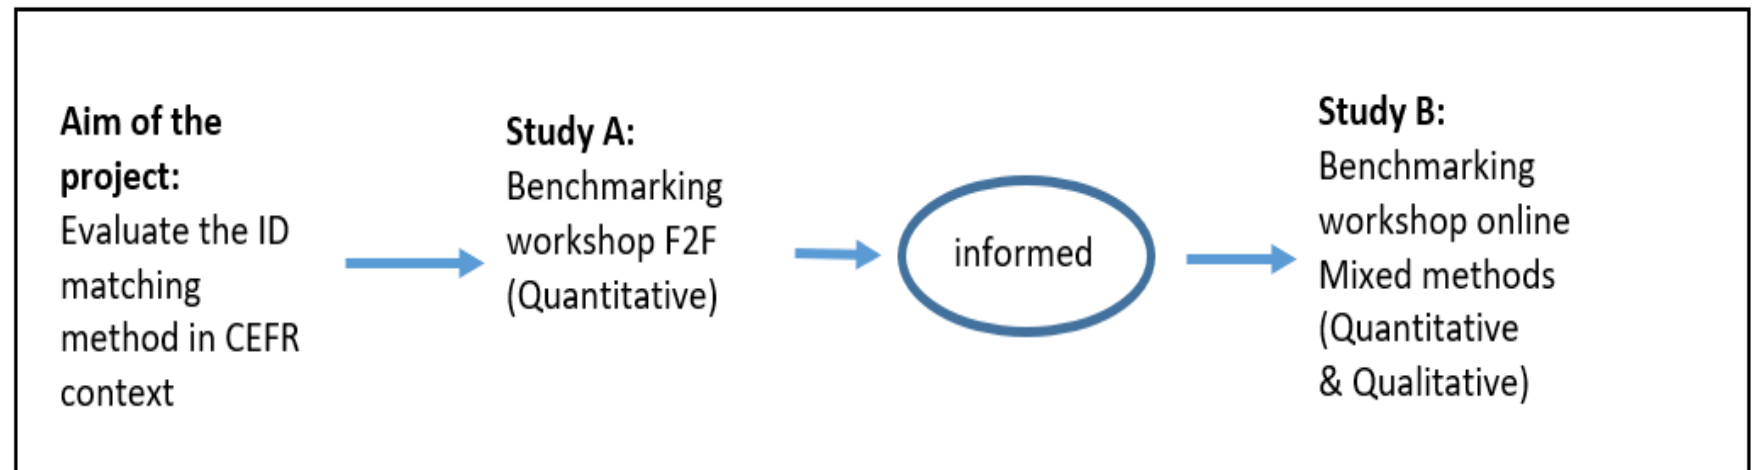 Aim of the
project:
Evaluate the ID
matching
method in CEFR
context
Study A:
Benchmarking
workshop F2F
(Quantitative)
informed
Study B:
Benchmarking
workshop online
Mixed methods
(Quantitative
& Qualitative)